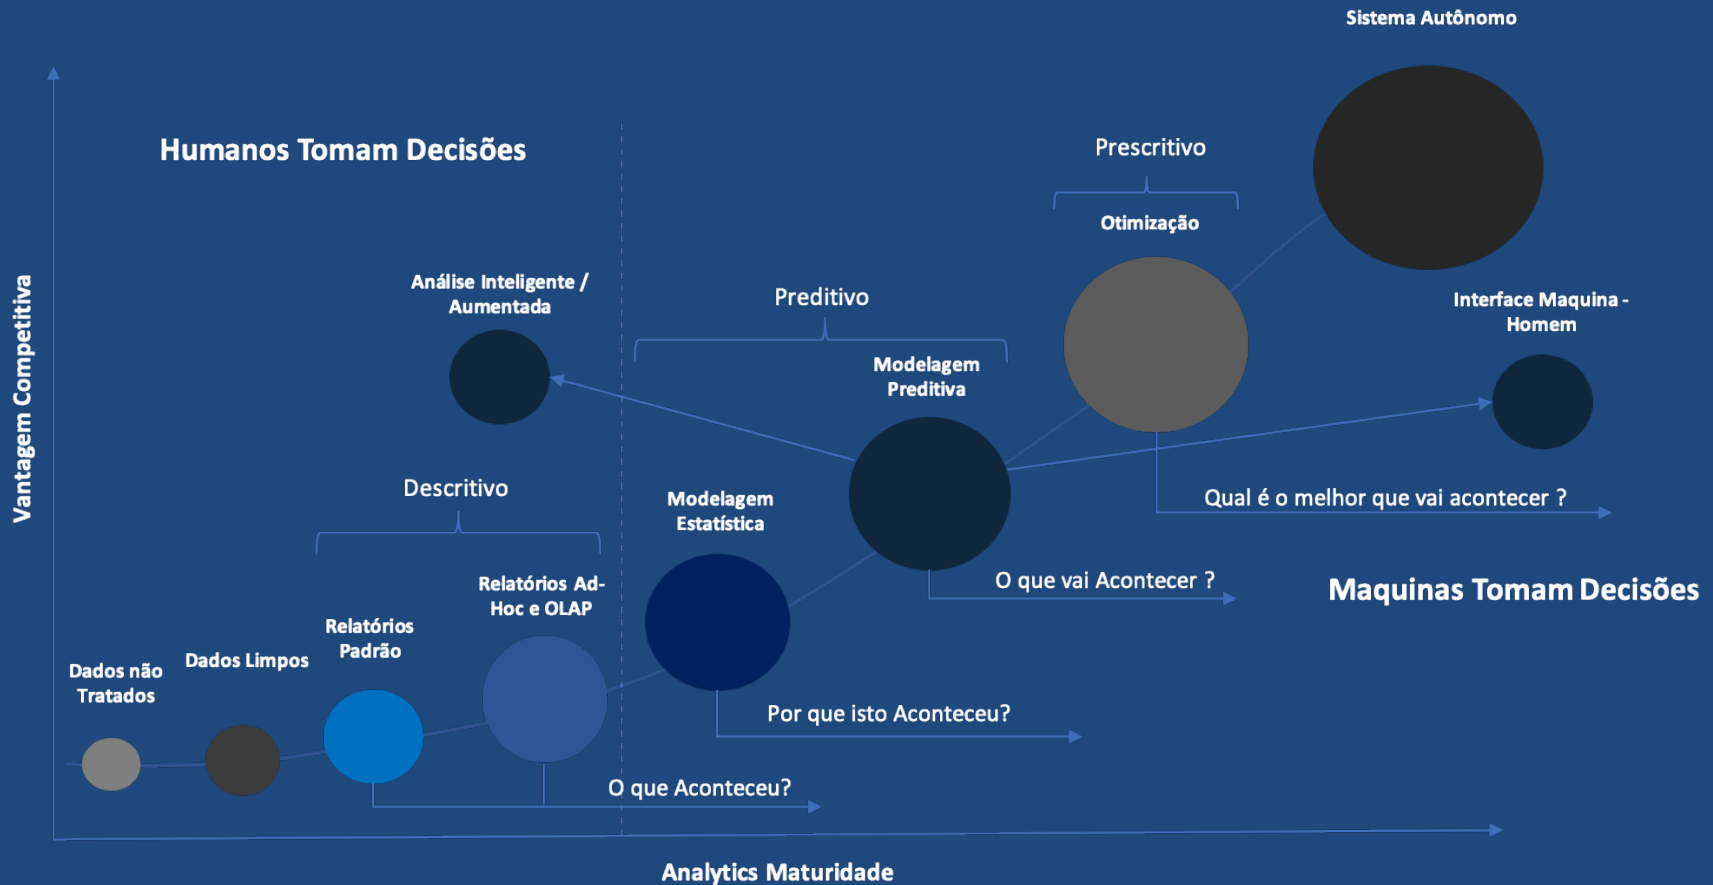 Sistema Autônomo
Humanos Tomam Decisões
Prescritivo
Otimização
Análise Inteligente /
Aumentada
Preditivo
Interface Maquina -
Homem
Modelagem
Preditiva
Vantagem Competitiva
Descritivo
Modelagem
Estatística
Qual é o melhor que vai acontecer ?
O que vai Acontecer ?
Maquinas Tomam Decisões
Relatórios Ad-
Hoc e OLAP
Relatórios
Padrão
Dados Limpos
Dados não
Tratados
Por que isto Aconteceu?
O que Aconteceu?
Analytics Maturidade